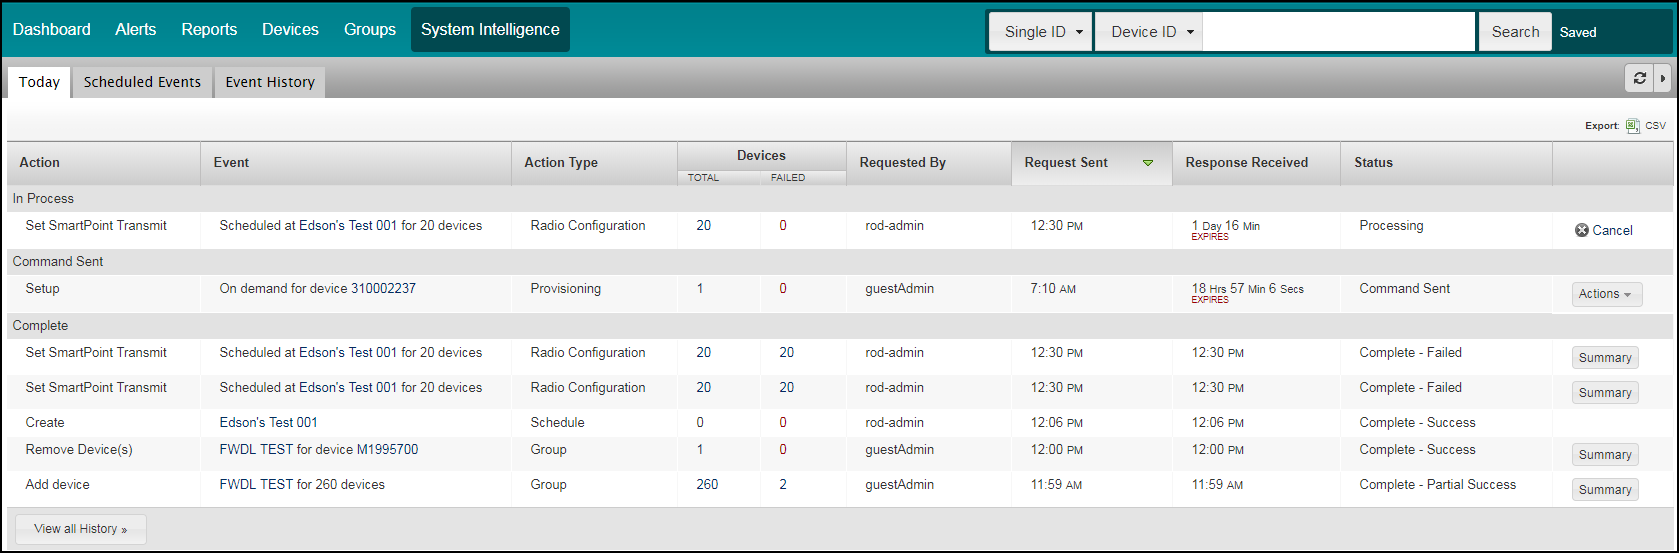 Dashboard Alerts Reports Devices Groups System Intelligence Single ID Device ID Search Saved
Today Scheduled Events Event History
Export: CSV
Action Event Action Type Devices Requested By Request Sent Response Received Status
TOTAL FAILED
In Process
Set SmartPoint Transmit Scheduled at Edson's Test 001 for 20 devices Radio Configuration 20 0 rod-admin 12:30 PM 1 Day 16 Min Processing Cancel
EXPIRES
Command Sent
Setup On demand for device 310002237 Provisioning 1 0 guestAdmin 7:10 AM 18 Hrs 57 Min 6 Secs Command Sent Actions
EXPIRES
Complete
Set SmartPoint Transmit Scheduled at Edson's Test 001 for 20 devices Radio Configuration 20 20 rod-admin 12:30 PM 12:30 PM Complete - Failed Summary
Set SmartPoint Transmit Scheduled at Edson's Test 001 for 20 devices Radio Configuration 20 20 rod-admin 12:30 PM 12:30 PM Complete - Failed Summary
Create Edson's Test 001 Schedule 0 0 rod-admin 12:06 PM 12:06 PM Complete - Success
Remove Device(s) FWDL TEST for device M1995700 Group 1 0 guestAdmin 12:00 PM 12:00 PM Complete - Success Summary
Add device FWDL TEST for 260 devices Group 260 2 guestAdmin 11:59 AM 11:59 AM Complete - Partial Success Summary
View all History »